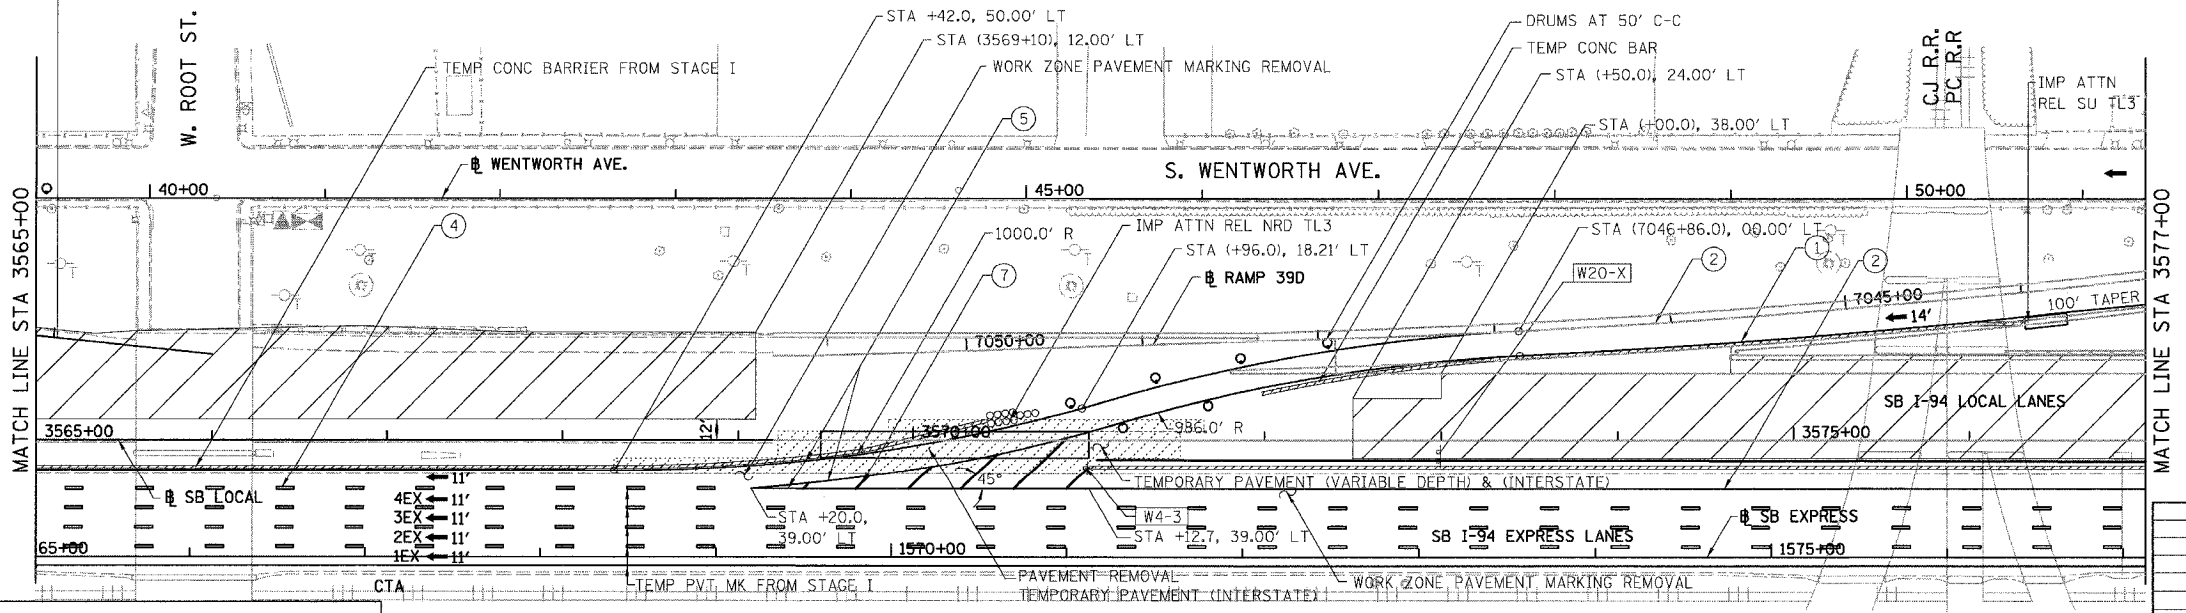 W. ROOT ST.
TEMP CONC BARRIER FROM STAGE I
STA +42.0, 50.00' LT
STA (3569+10), 12.00' LT
WORK ZONE PAVEMENT MARKING REMOVAL
5
DRUMS AT 50' C-C
TEMP CONC BAR
STA (+50.0), 24.00' LT
STA (+00.0), 38.00' LT
CJ R.R.
PC R.R
IMP ATTN
REL SU TL3
℄ WENTWORTH AVE.
S. WENTWORTH AVE.
40+00
45+00
50+00
MATCH LINE STA 3565+00
MATCH LINE STA 3577+00
4
1000.0' R
7
IMP ATTN REL NRD TL3
STA (+96.0), 18.21' LT
℄ RAMP 39D
STA (7046+86.0), 00.00' LT
W20-X
2
1
2
T
T
T
T
T
T
7050+00
7045+00
14'
100' TAPER
SB I-94 LOCAL LANES
3565+00
12'
3570+00
986.0' R
3575+00
℄ SB LOCAL
11'
4EX 11'
3EX 11'
2EX 11'
1EX 11'
45°
TEMPORARY PAVEMENT (VARIABLE DEPTH) & (INTERSTATE)
STA +20.0,
39.00' LT
W4-3
STA +12.7, 39.00' LT
SB I-94 EXPRESS LANES
℄ SB EXPRESS
65+00
1570+00
1575+00
CTA
TEMP PVT MK FROM STAGE I
PAVEMENT REMOVAL
TEMPORARY PAVEMENT (INTERSTATE)
WORK ZONE PAVEMENT MARKING REMOVAL